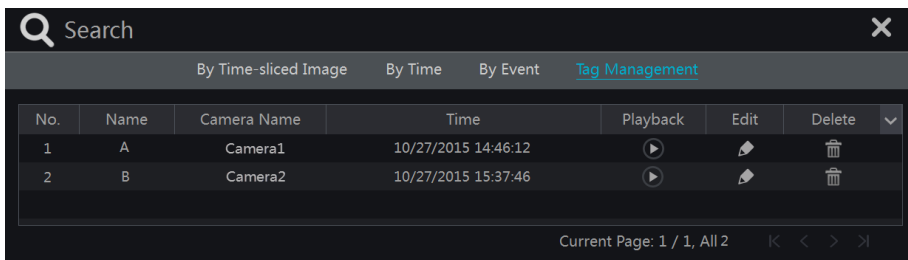 Search
By Time-sliced Image By Time By Event Tag Management
No. Name Camera Name Time Playback Edit Delete
1 A Camera1 10/27/2015 14:46:12
2 B Camera2 10/27/2015 15:37:46
Current Page: 1 / 1, All 2